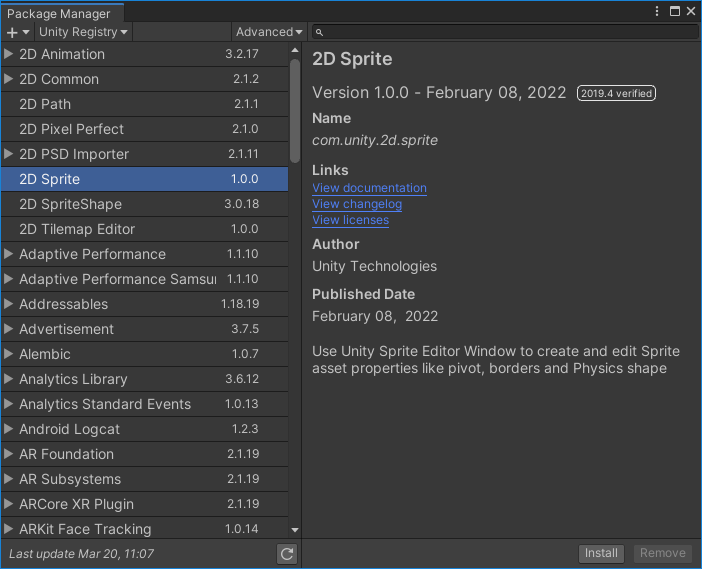 Package Manager
Unity Registry
Advanced
2D Animation 3.2.17
2D Common 2.1.2
2D Path 2.1.1
2D Pixel Perfect 2.1.0
2D PSD Importer 2.1.11
2D Sprite 1.0.0
2D SpriteShape 3.0.18
2D Tilemap Editor 1.0.0
Adaptive Performance 1.1.10
Adaptive Performance Samsu 1.1.10
Addressables 1.18.19
Advertisement 3.7.5
Alembic 1.0.7
Analytics Library 3.6.12
Analytics Standard Events 1.0.13
Android Logcat 1.2.3
AR Foundation 2.1.19
AR Subsystems 2.1.19
ARCore XR Plugin 2.1.19
ARKit Face Tracking 1.0.14
Last update Mar 20, 11:07
2D Sprite
Version 1.0.0 - February 08, 2022 2019.4 verified
Name
com.unity.2d.sprite
Links
View documentation
View changelog
View licenses
Author
Unity Technologies
Published Date
February 08,  2022
Use Unity Sprite Editor Window to create and edit Sprite
asset properties like pivot, borders and Physics shape
Install
Remove